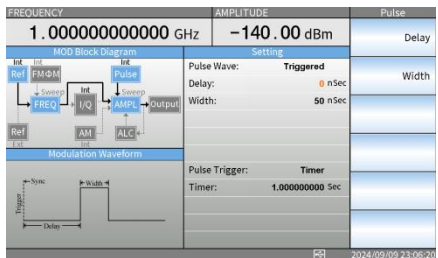 FREQUENCY
AMPLITUDE
Pulse
1.000000000000 GHz
-140.00 dBm
Delay
Width
MOD Block Diagram
Int
Int
Int
Ref
FMΦM
Pulse
Sweep
Sweep
Int
FREQ
I/Q
AMPL
Output
Ref
AM
ALC
Ext
Int
Modulation Waveform
Sync
Width
Trigger
Delay
Setting
Pulse Wave: Triggered
Delay: 0 nSec
Width: 50 nSec
Pulse Trigger: Timer
Timer: 1.000000000 Sec
2024/09/09 23:06:20